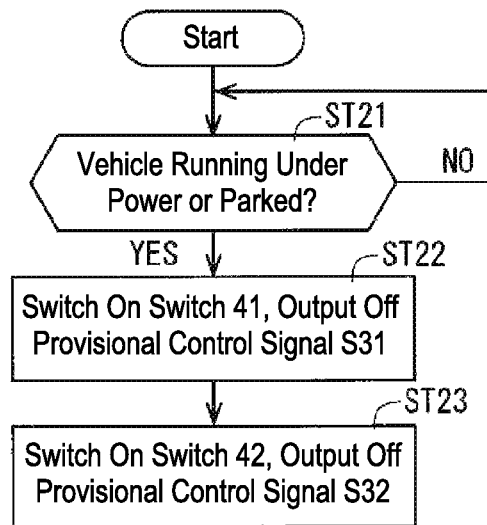 Start
ST21
Vehicle Running Under
Power or Parked?
NO
YES
ST22
Switch On Switch 41, Output Off
Provisional Control Signal S31
ST23
Switch On Switch 42, Output Off
Provisional Control Signal S32